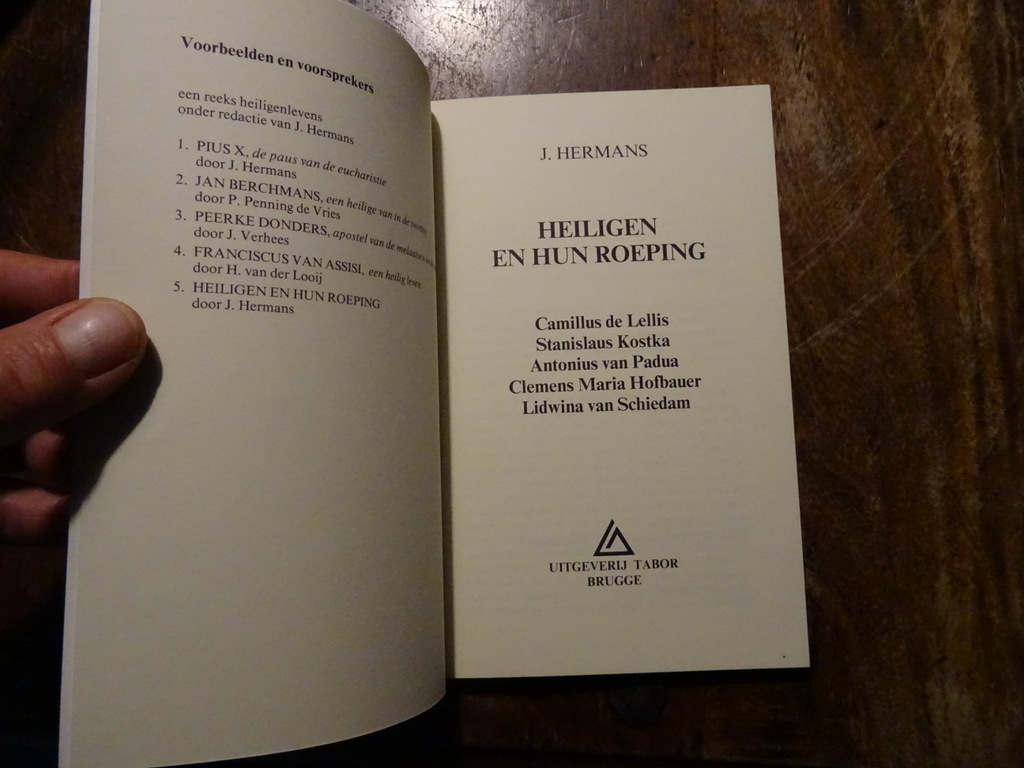 Voorbeelden en voorsprekers
een reeks heiligenlevens
onder redactie van J. Hermans
1. PIUS X, de paus van de eucharistie
door J. Hermans
2. JAN BERCHMANS, een heilige van in de
door P. Penning de Vries
3. PEERKE DONDERS, apostel van de
door J. Verhees
4. FRANCISCUS VAN ASSISI, een heilig leven
door H. van der Looij
5. HEILIGEN EN HUN ROEPING
door J. Hermans
J. HERMANS
HEILIGEN
EN HUN ROEPING
Camillus de Lellis
Stanislaus Kostka
Antonius van Padua
Clemens Maria Hofbauer
Lidwina van Schiedam
UITGEVERIJ TABOR
BRUGGE